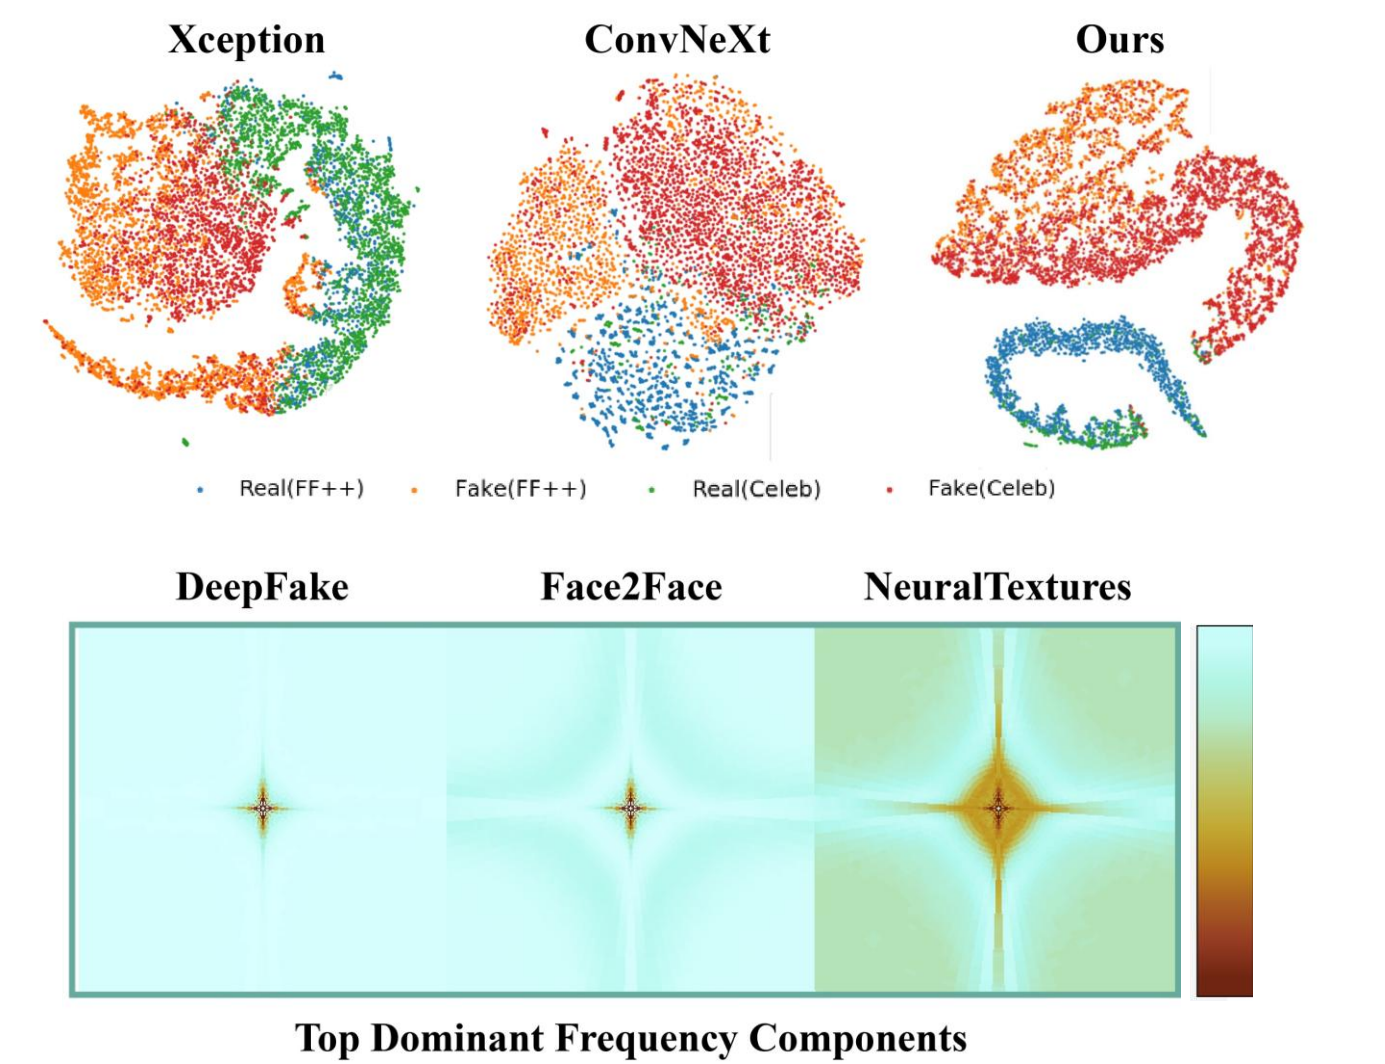 Xception ConvNeXt Ours
Real(FF++) Fake(FF++) Real(Celeb) Fake(Celeb)
DeepFake Face2Face NeuralTextures
Top Dominant Frequency Components